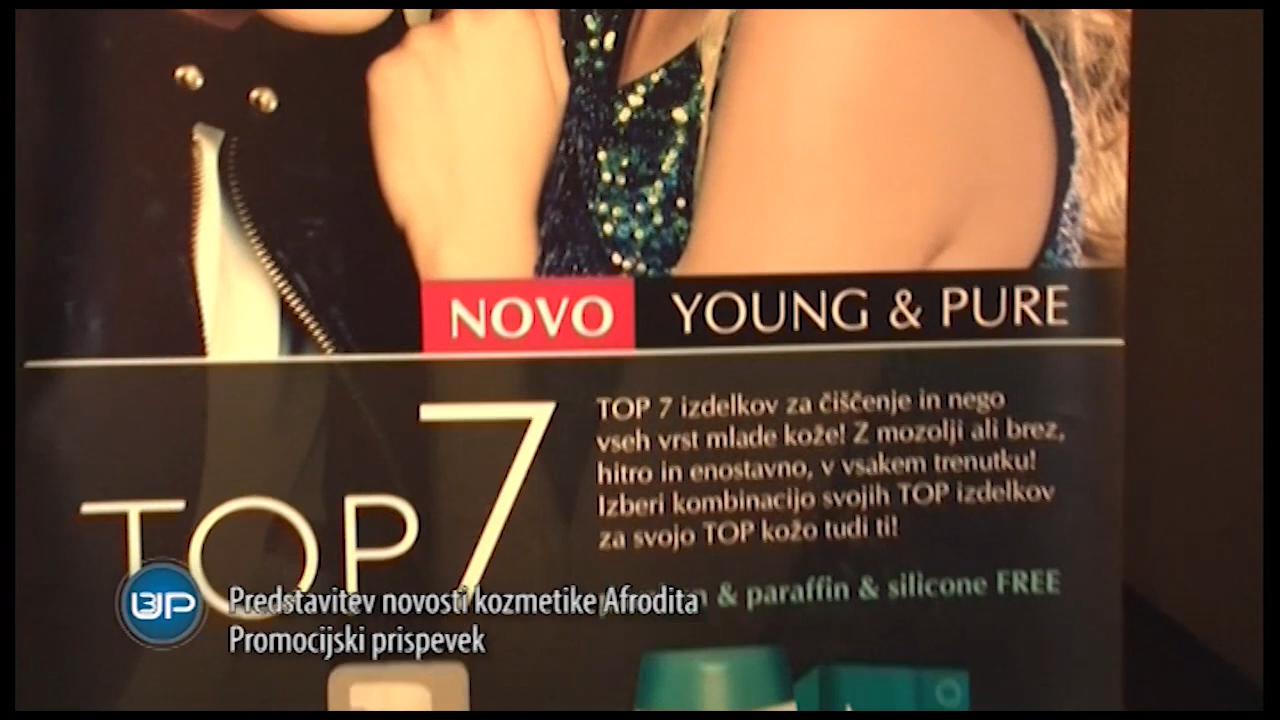 NOVO YOUNG & PURE
TOP 7
TOP 7 izdelkov za čiščenje in nego
vseh vrst mlade kože! Z mozolji ali brez,
hitro in enostavno, v vsakem trenutku!
Izberi kombinacijo svojih TOP izdelkov
za svojo TOP kožo tudi ti!
& paraffin & silicone FREE
Predstavitev novosti kozmetike Afrodita
Promocijski prispevek